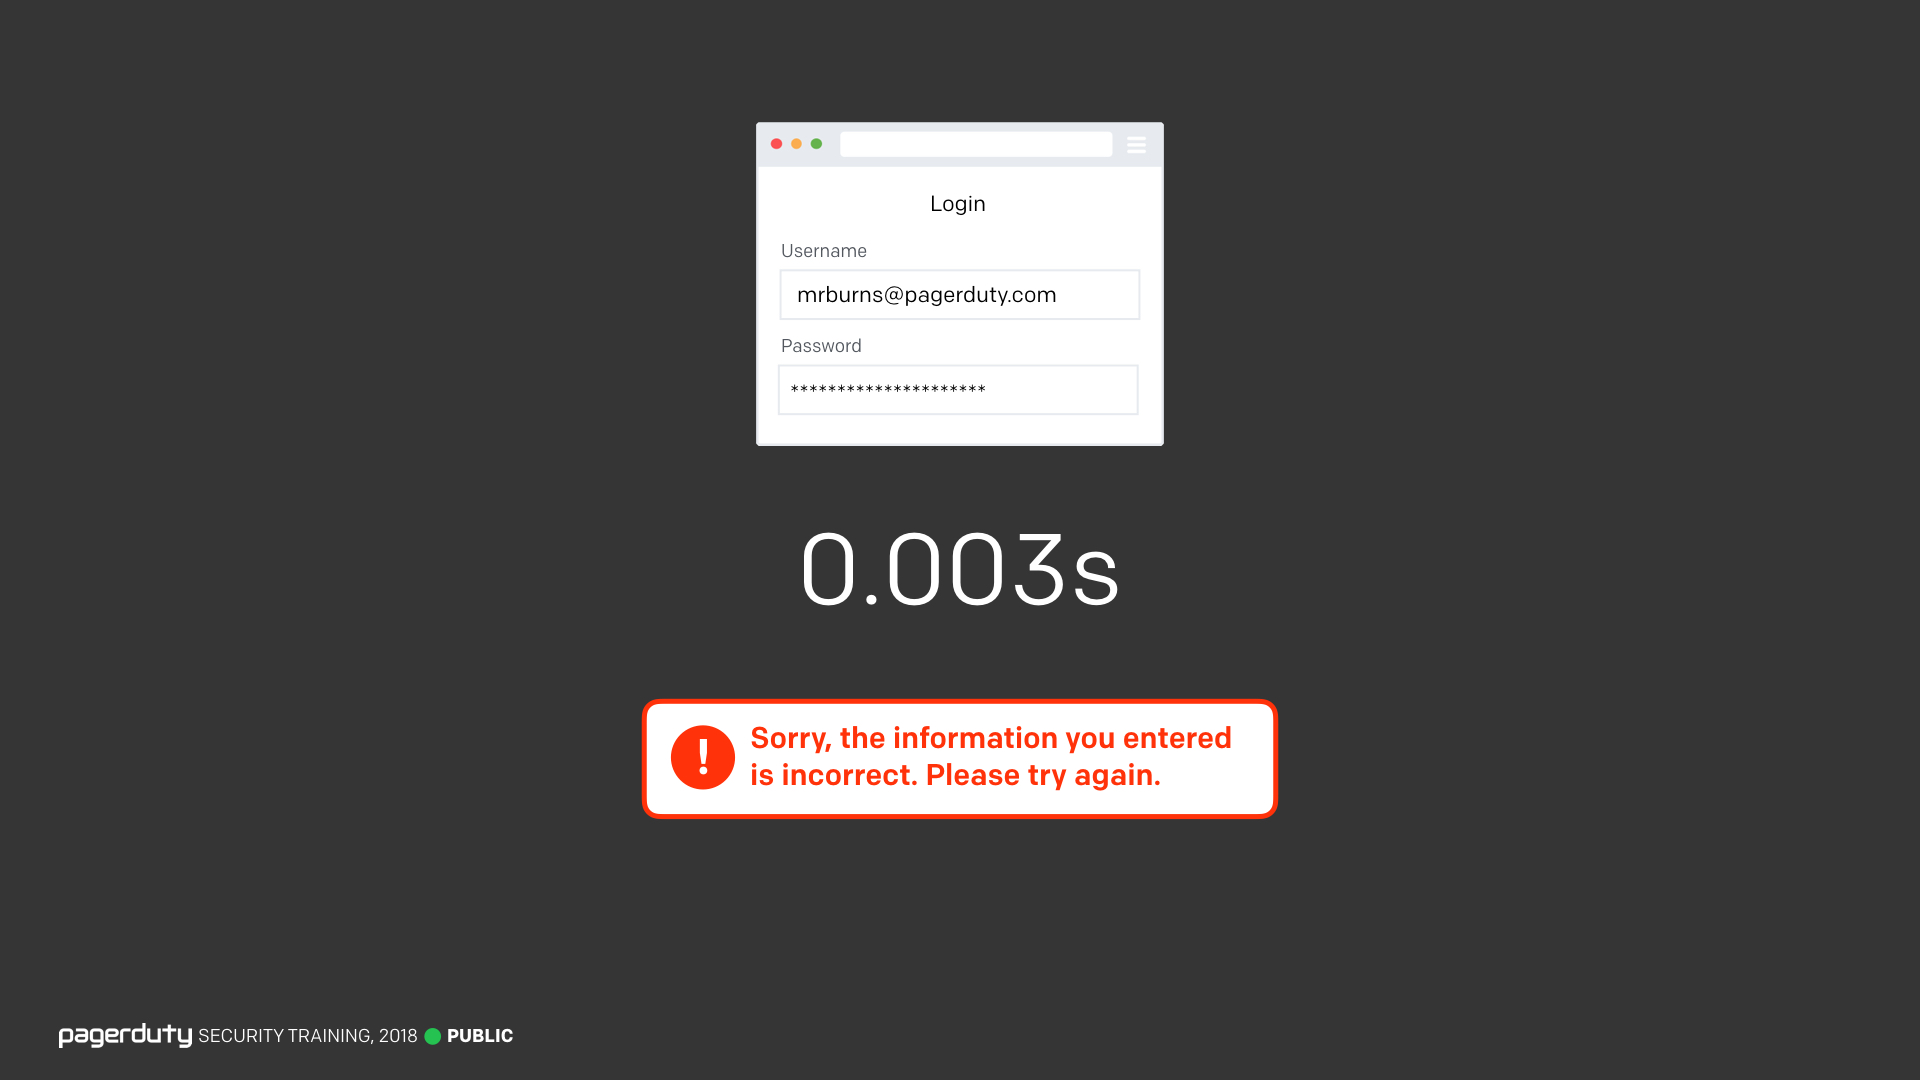 Login
Username
mrburns@pagerduty.com
Password
*********************
0.003s
! Sorry, the information you entered
is incorrect. Please try again.
pagerduty SECURITY TRAINING, 2018 PUBLIC